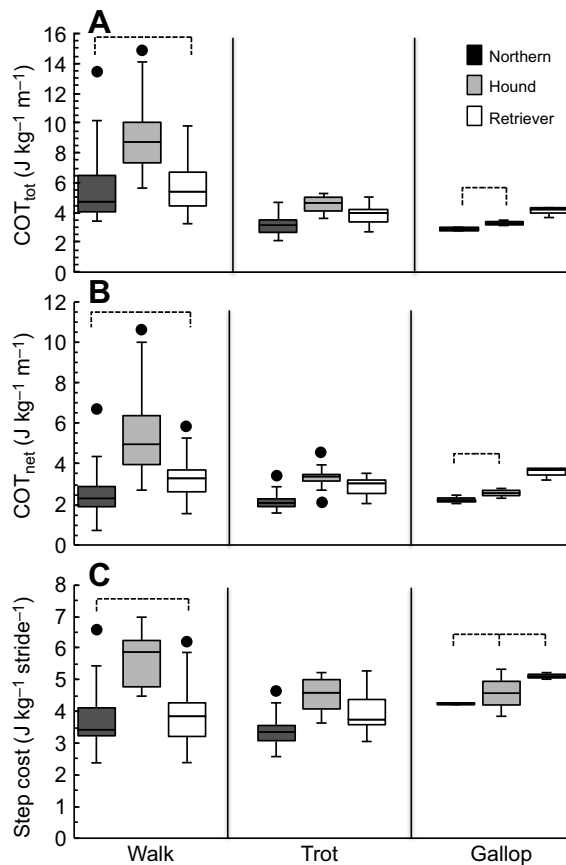 A
COT_tot (J kg⁻¹ m⁻¹)
16
14
12
10
8
6
4
2
0
Northern
Hound
Retriever
B
COT_net (J kg⁻¹ m⁻¹)
12
10
8
6
4
2
0
C
Step cost (J kg⁻¹ stride⁻¹)
8
7
6
5
4
3
2
1
0
Walk Trot Gallop